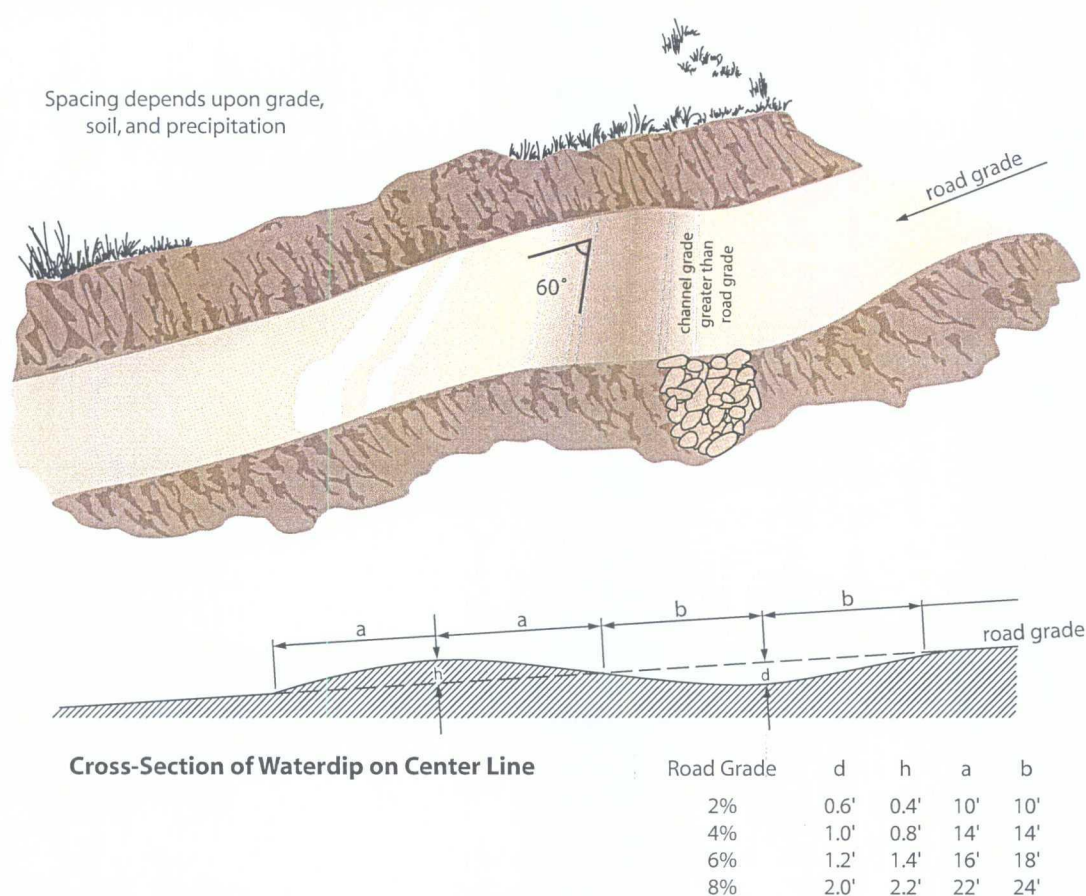 Spacing depends upon grade,
soil, and precipitation
road grade
60°
channel grade
greater than
road grade
a a b b
road grade
h d
Cross-Section of Waterdip on Center Line
Road Grade d h a b
2% 0.6' 0.4' 10' 10'
4% 1.0' 0.8' 14' 14'
6% 1.2' 1.4' 16' 18'
8% 2.0' 2.2' 22' 24'